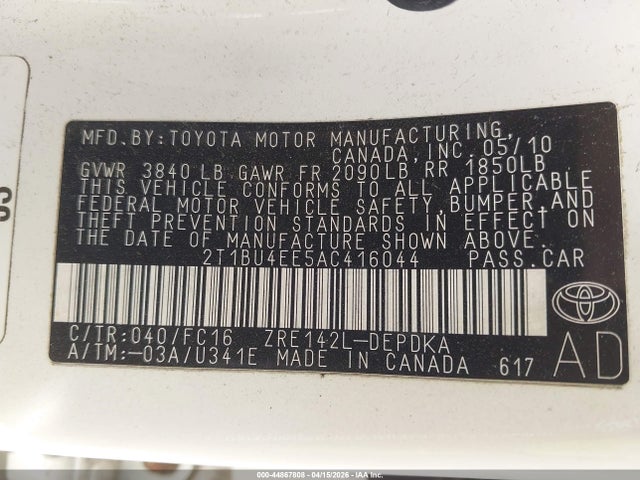 MFD.BY:TOYOTA MOTOR MANUFACTURING,
CANADA,INC. 05/10
GVWR 3840 LB GAWR FR 2090LB RR 1850LB
THIS VEHICLE CONFORMS TO ALL APPLICABLE
FEDERAL MOTOR VEHICLE SAFETY,BUMPER,AND
THEFT PREVENTION STANDARDS IN EFFECT ON
THE DATE OF MANUFACTURE SHOWN ABOVE.
2T1BU4EE5AC416044 PASS.CAR
C/TR:040/FC16 ZRE142L-DEPDKA
A/TM:-03A/U341E MADE IN CANADA 617
AD
000-44867808 - 04/15/2026 - IAA Inc.